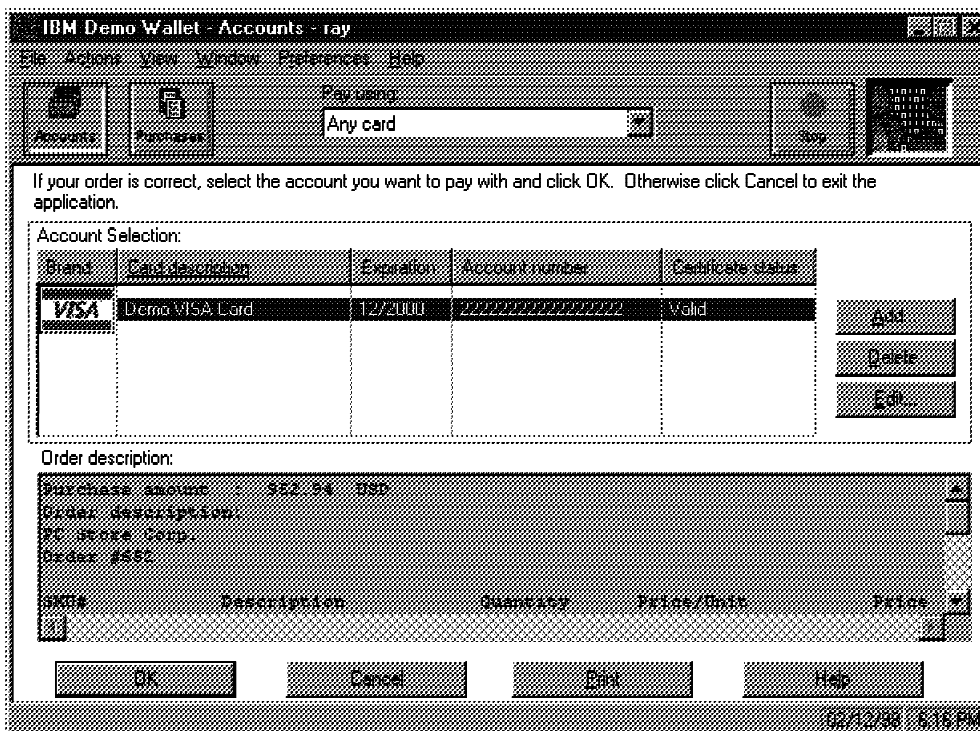 IBM Demo Wallet - Accounts - ray
File Actions View Window Preferences Help
Accounts Purchases Pay using: Stop
Any card
If your order is correct, select the account you want to pay with and click OK. Otherwise click Cancel to exit the
application.
Account Selection:
Brand Card description Expiration Account number Certificate status
VISA Demo VISA Card 12/2000 Valid
Add...
Delete
Edit...
Order description:
Purchase amount : 952.94 USD
Order description:
PC Store Corp.
Order #
SKU# Description Quantity Price/Unit Price
OK Cancel Print Help
02/12/98 6:16 PM